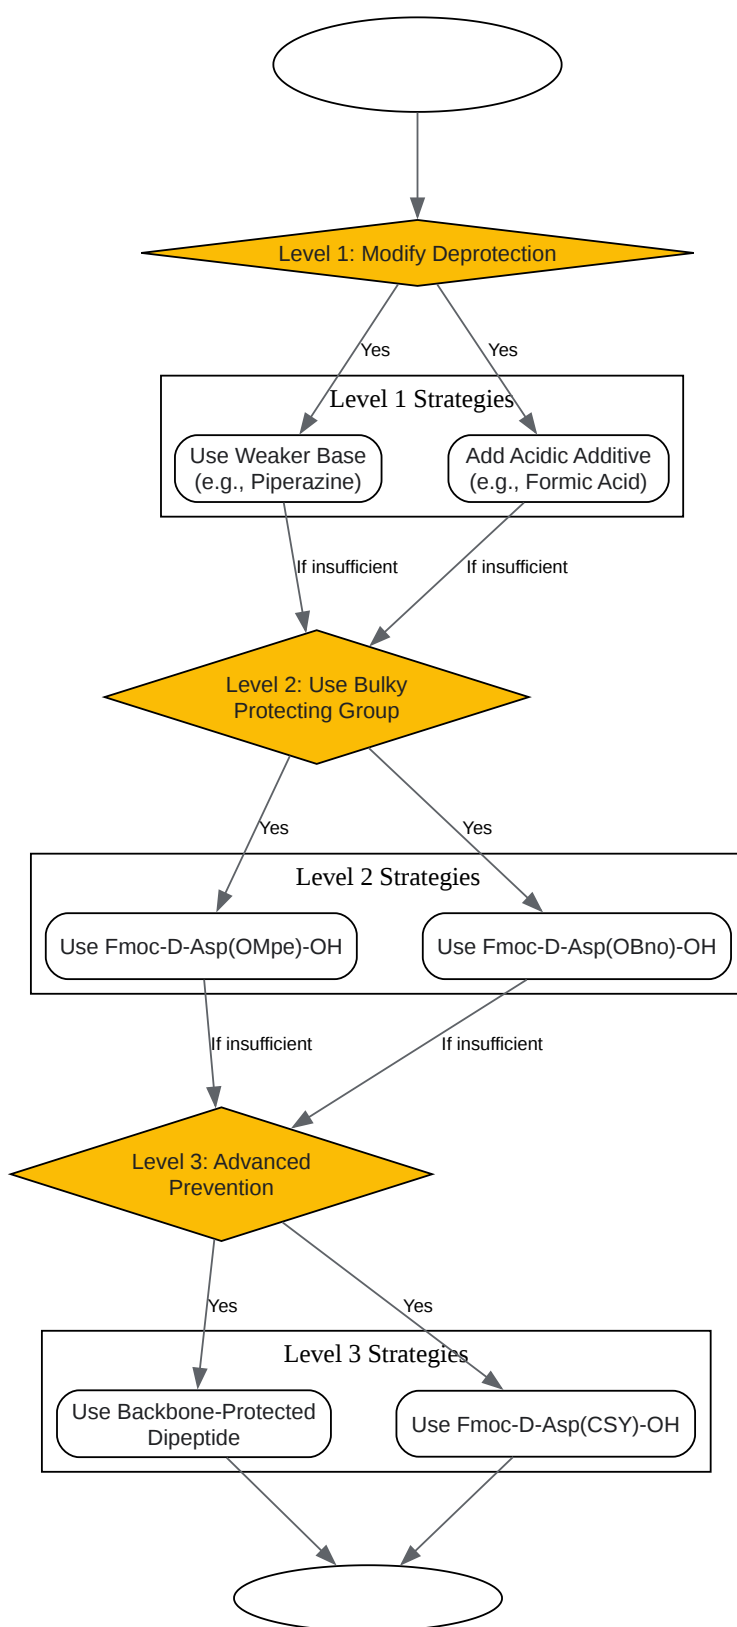 Level 1: Modify Deprotection
Yes
Yes
Level 1 Strategies
Use Weaker Base
(e.g., Piperazine)
Add Acidic Additive
(e.g., Formic Acid)
If insufficient
If insufficient
Level 2: Use Bulky
Protecting Group
Yes
Yes
Level 2 Strategies
Use Fmoc-D-Asp(OMpe)-OH
Use Fmoc-D-Asp(OBno)-OH
If insufficient
If insufficient
Level 3: Advanced
Prevention
Yes
Yes
Level 3 Strategies
Use Backbone-Protected
Dipeptide
Use Fmoc-D-Asp(CSY)-OH